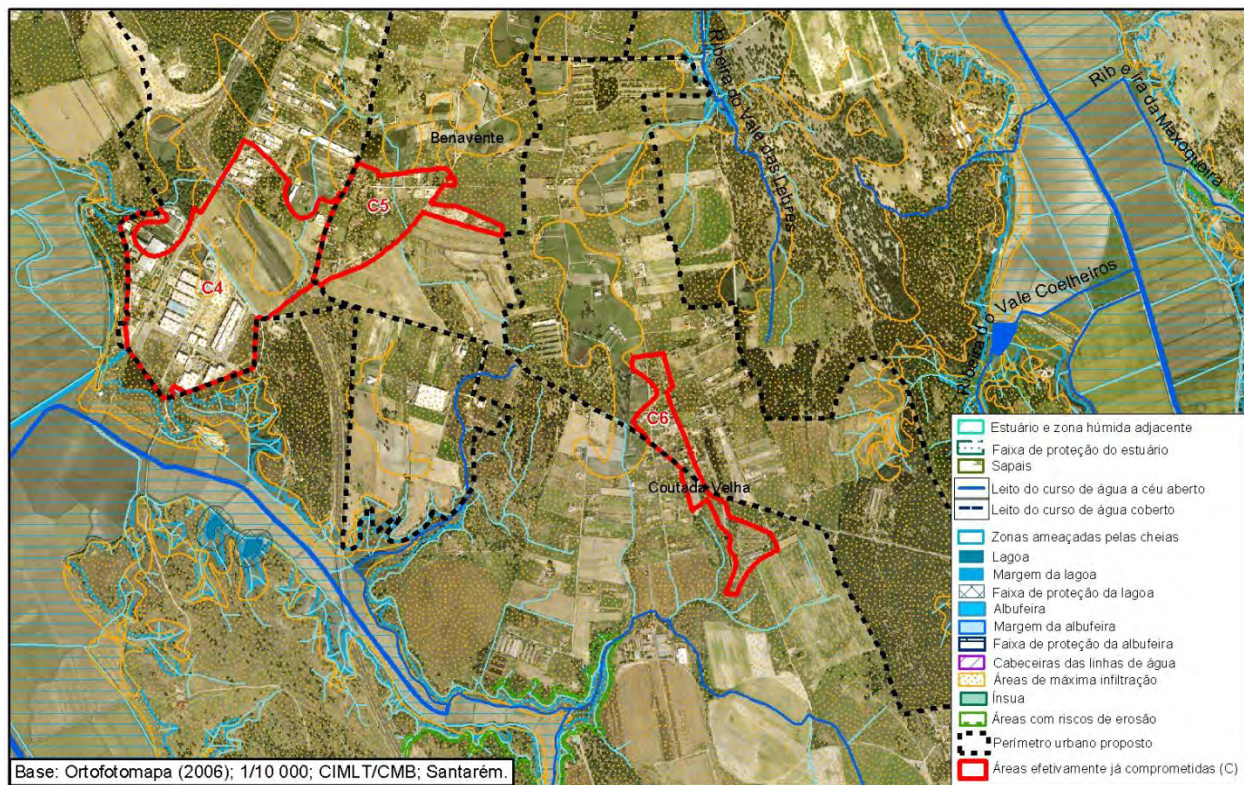 Benavente
Ribeira do Vale das Lebres
Rib e ira da Maxoqueira
Ribeira d o Vale Coelheiros
C4
C5
C6
Coutada Velha
Estuário e zona húmida adjacente
Faixa de proteção do estuário
Sapais
Leito do curso de água a céu aberto
Leito do curso de água coberto
Zonas ameaçadas pelas cheias
Lagoa
Margem da lagoa
Faixa de proteção da lagoa
Albufeira
Margem da albufeira
Faixa de proteção da albufeira
Cabeceiras das linhas de água
Áreas de máxima infiltração
Ínsua
Áreas com riscos de erosão
Perímetro urbano proposto
Áreas efetivamente já comprometidas (C)
Base: Ortofotomapa (2006); 1/10 000; CIMLT/CMB; Santarém.